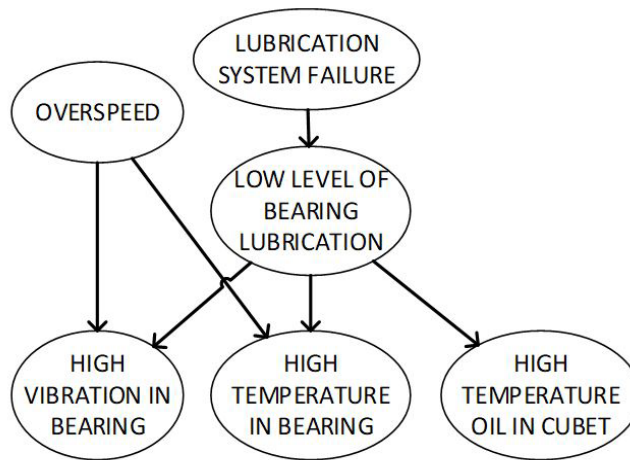 LUBRICATION
SYSTEM FAILURE
OVERSPEED
LOW LEVEL OF
BEARING
LUBRICATION
HIGH
VIBRATION IN
BEARING
HIGH
TEMPERATURE
IN BEARING
HIGH
TEMPERATURE
OIL IN CUBET